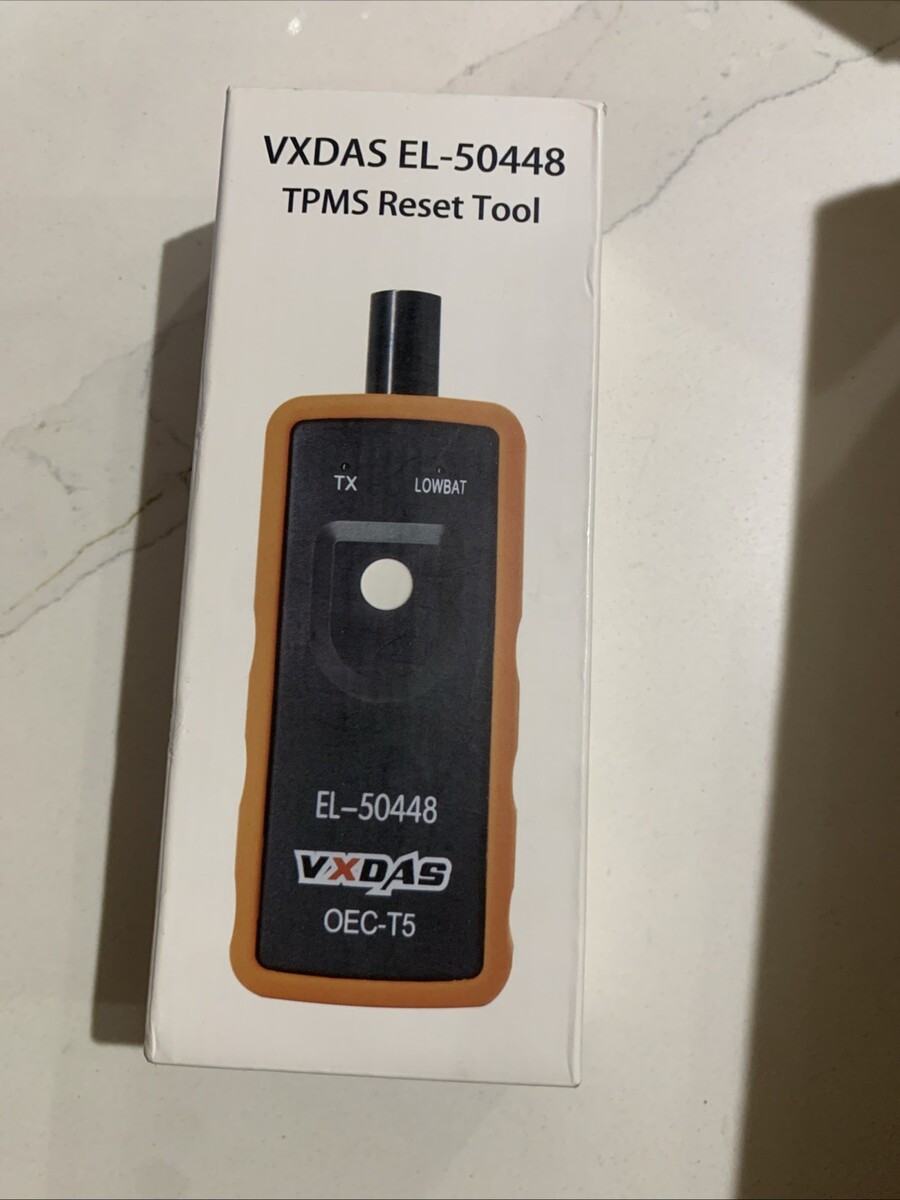 VXDAS EL-50448
TPMS Reset Tool
TX LOWBAT
EL-50448
VXDAS
OEC-T5